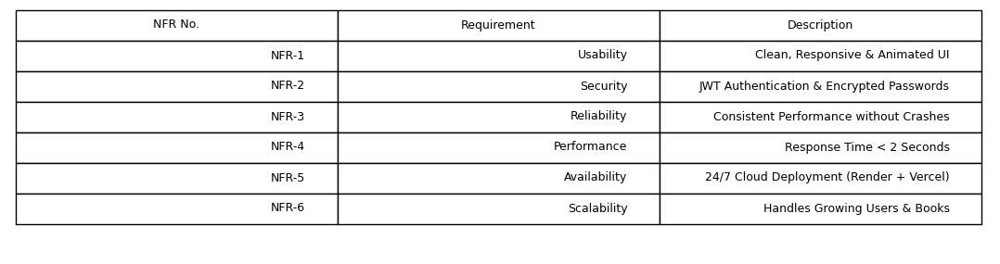 NFR No. Requirement Description
NFR-1 Usability Clean, Responsive & Animated UI
NFR-2 Security JWT Authentication & Encrypted Passwords
NFR-3 Reliability Consistent Performance without Crashes
NFR-4 Performance Response Time < 2 Seconds
NFR-5 Availability 24/7 Cloud Deployment (Render + Vercel)
NFR-6 Scalability Handles Growing Users & Books